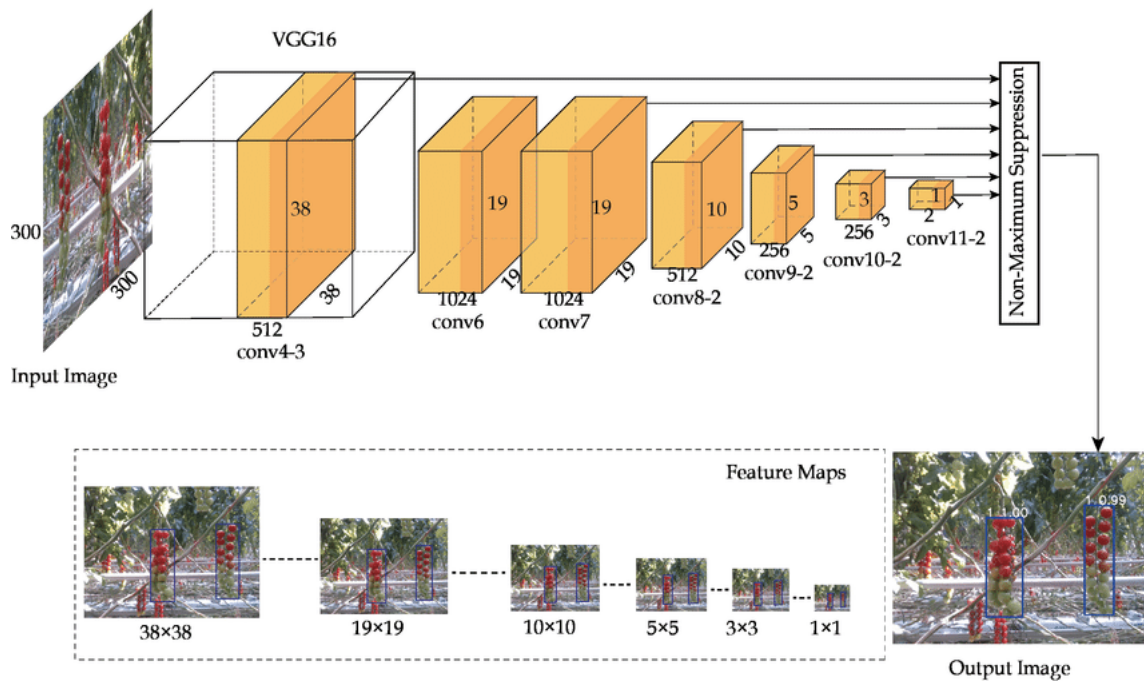 VGG16
300
300
Input Image
38
38
512
conv4-3
19
19
1024
conv6
19
19
1024
conv7
10
10
512
conv8-2
5
5
256
conv9-2
3
3
256
conv10-2
1
1
2
conv11-2
Non-Maximum Suppression
Feature Maps
38×38
19×19
10×10
5×5
3×3
1×1
1 1.00
1 0.99
Output Image